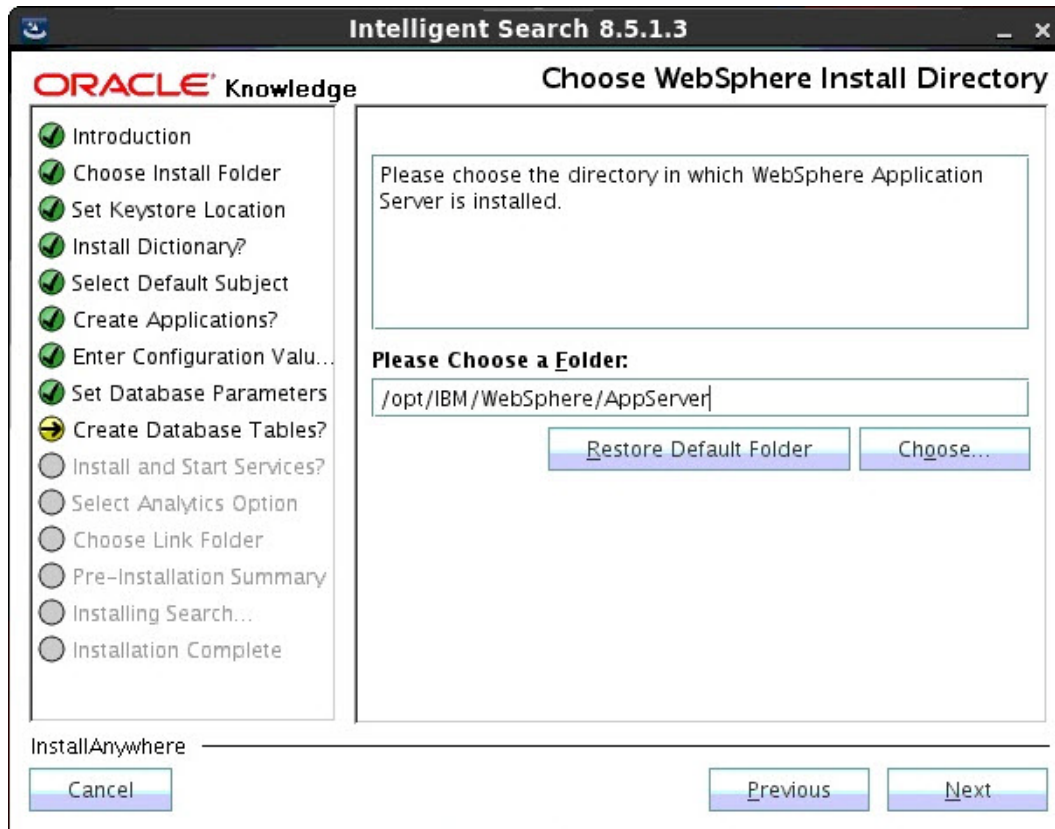 Intelligent Search 8.5.1.3
ORACLE Knowledge
Choose WebSphere Install Directory
Introduction
Choose Install Folder
Set Keystore Location
Install Dictionary?
Select Default Subject
Create Applications?
Enter Configuration Valu...
Set Database Parameters
Create Database Tables?
Install and Start Services?
Select Analytics Option
Choose Link Folder
Pre-Installation Summary
Installing Search...
Installation Complete
Please choose the directory in which WebSphere Application
Server is installed.
Please Choose a Folder:
/opt/IBM/WebSphere/AppServer
Restore Default Folder
Choose...
InstallAnywhere
Cancel
Previous
Next